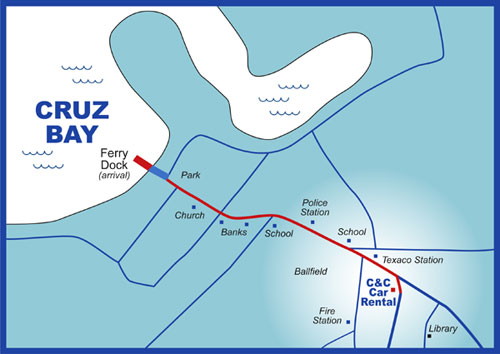 CRUZ
BAY
Ferry
Dock
(arrival)
Park
Church
Banks
School
Police
Station
School
Texaco Station
Ballfield
C&C
Car
Rental
Fire
Station
Library